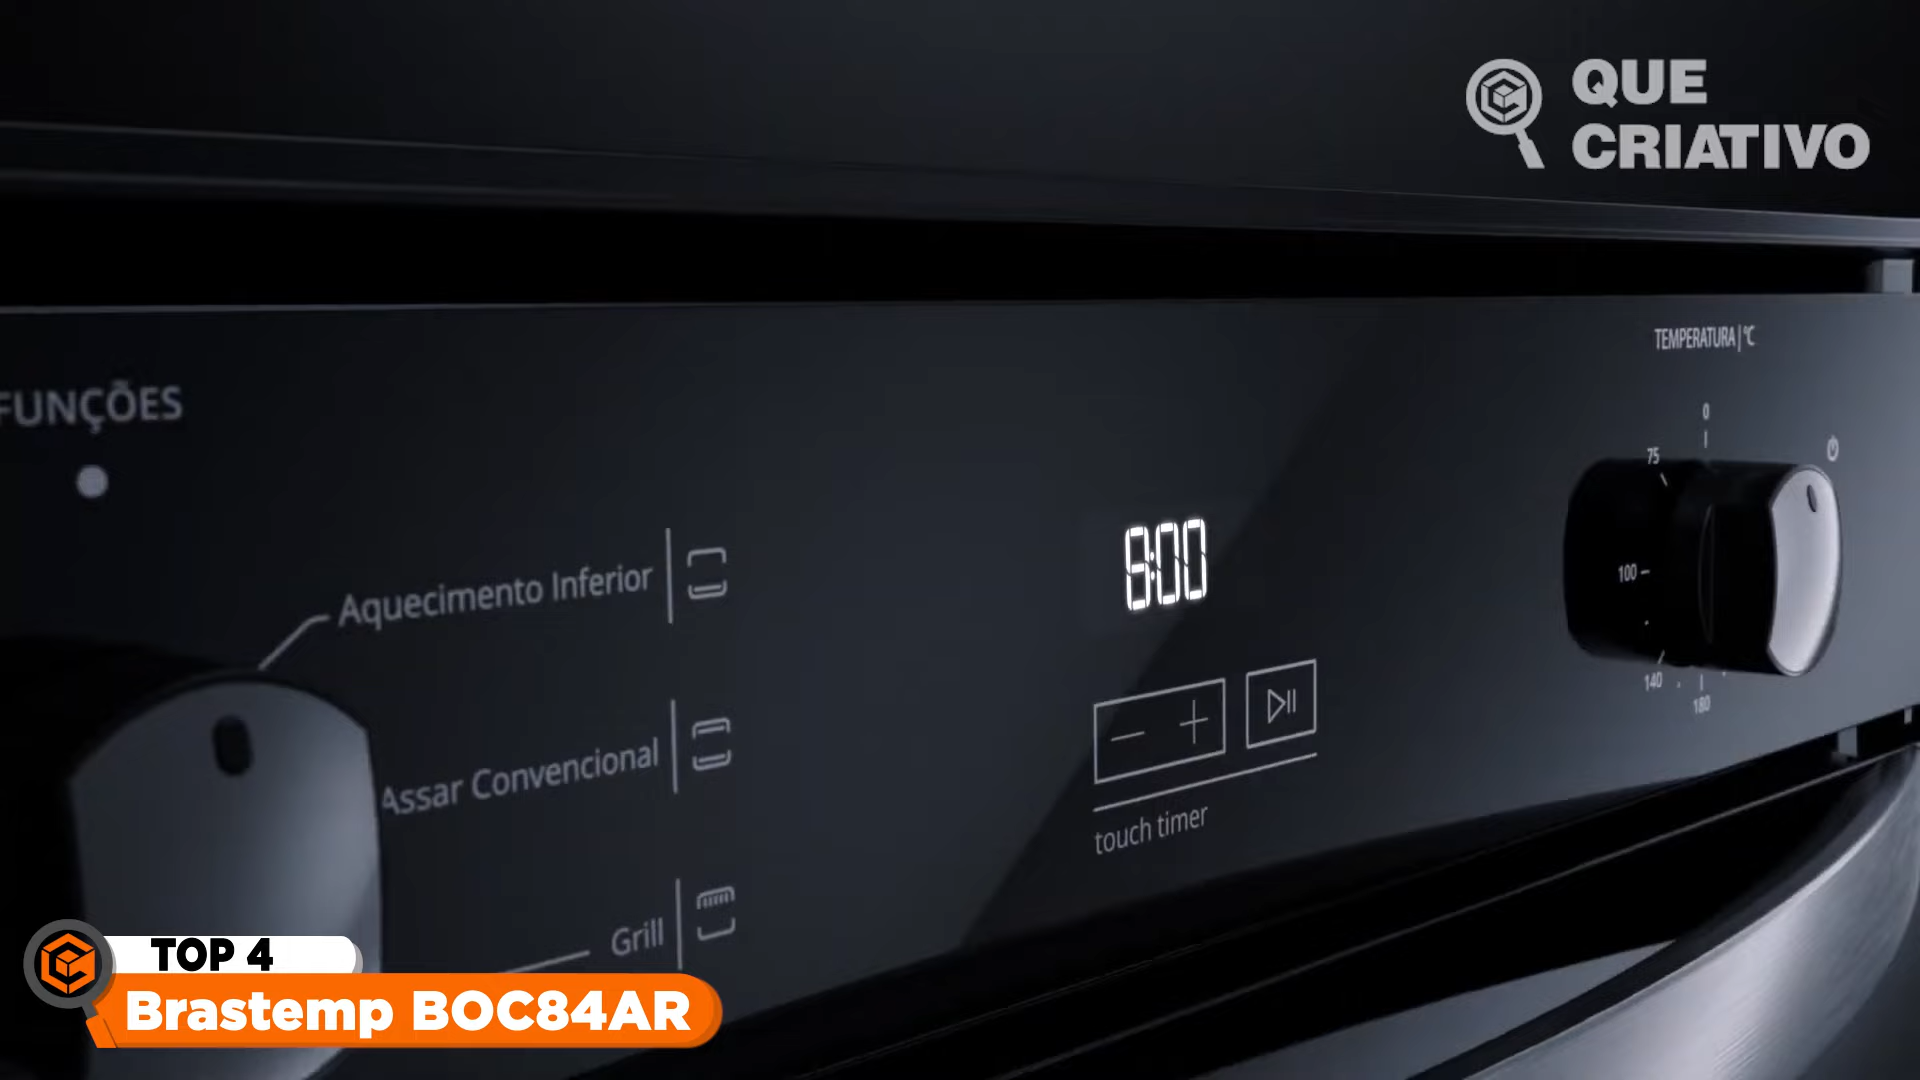 QUE
CRIATIVO
TEMPERATURA|°C
FUNÇÕES
0
75
100
140
180
Aquecimento Inferior
8:00
Assar Convencional
touch timer
Grill
TOP 4
Brastemp BOC84AR